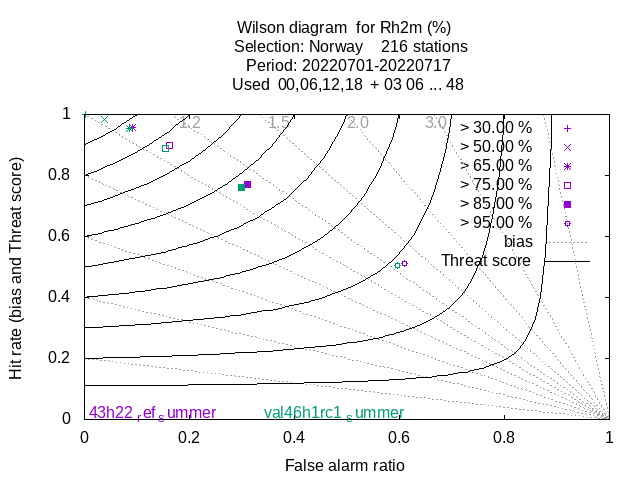 Wilson diagram for Rh2m (%)
Selection: Norway 216 stations
Period: 20220701-20220717
Used 00,06,12,18 + 03 06 ... 48
1.2 1.5 2.0 3.0
> 30.00 %
> 50.00 %
> 65.00 %
> 75.00 %
> 85.00 %
> 95.00 %
bias
Threat score
Hit rate (bias and Threat score)
1
0.8
0.6
0.4
0.2
0
43h22_ref_summer val46h1rc1_summer
0 0.2 0.4 0.6 0.8 1
False alarm ratio